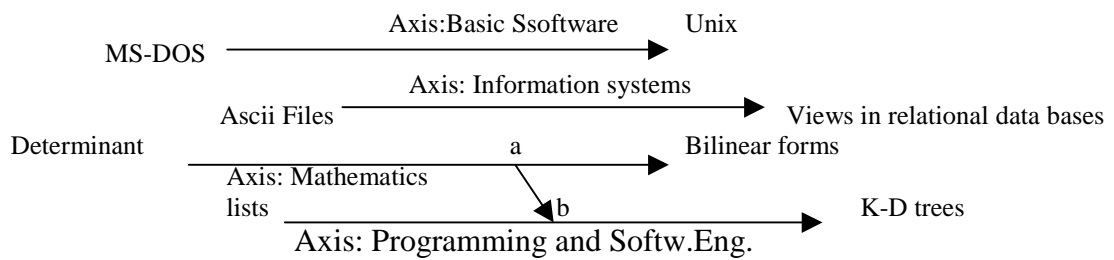 Axis:Basic Ssoftware Unix
MS-DOS
Axis: Information systems
Ascii Files Views in relational data bases
Determinant a Bilinear forms
Axis: Mathematics
lists b K-D trees
Axis: Programming and Softw.Eng.